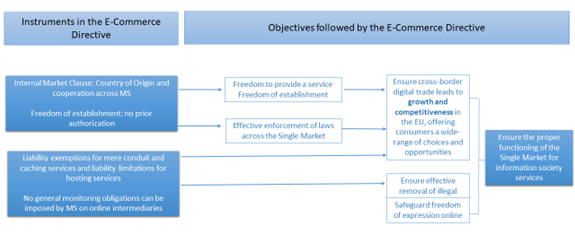 Instruments in the E-Commerce
Directive
Objectives followed by the E-Commerce Directive
Internal Market Clause: Country of Origin and
cooperation across MS
Freedom of establishment; no prior
authorization
Freedom to provide a service
Freedom of establishment
Effective enforcement of laws
across the Single Market
Ensure cross-border
digital trade leads to
growth and
competitiveness in
the EU, offering
consumers a wide-
range of choices and
opportunities
Liability exemptions for mere conduit and
caching services and liability limitations for
hosting services
No general monitoring obligations can be
imposed by MS on online intermediaries
Ensure effective
removal of illegal
Safeguard freedom
of expression online
Ensure the proper
functioning of the
Single Market for
information society
services